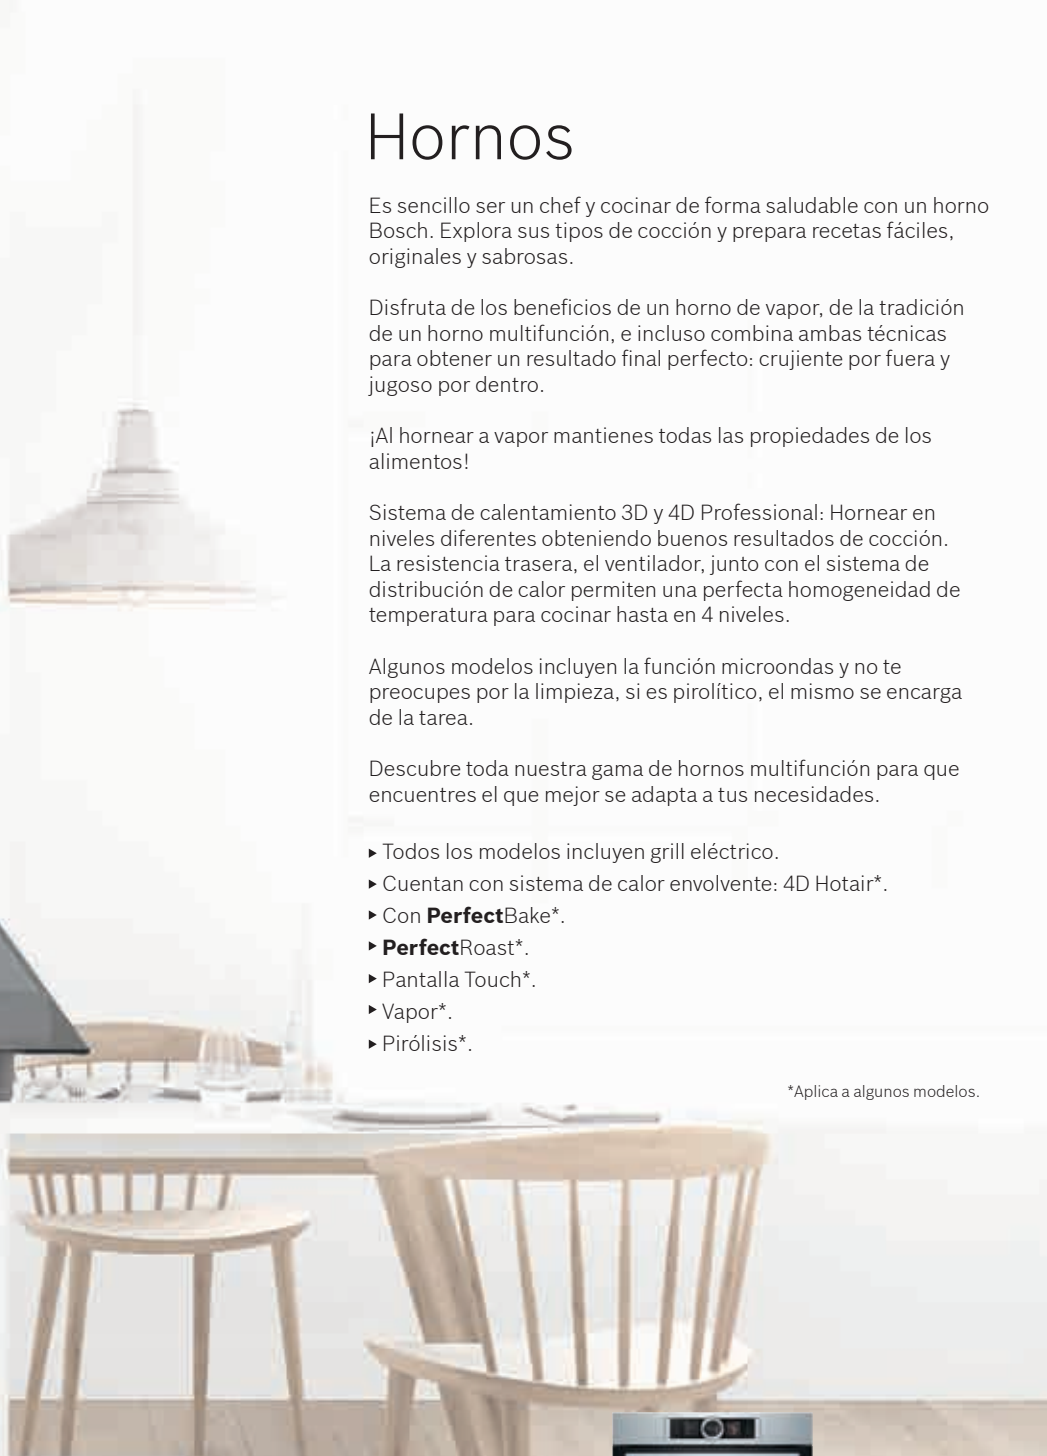 Hornos
Es sencillo ser un chef y cocinar de forma saludable con un horno
Bosch. Explora sus tipos de cocción y prepara recetas fáciles,
originales y sabrosas.
Disfruta de los beneficios de un horno de vapor, de la tradición
de un horno multifunción, e incluso combina ambas técnicas
para obtener un resultado final perfecto: crujiente por fuera y
jugoso por dentro.
¡Al hornear a vapor mantienes todas las propiedades de los
alimentos!
Sistema de calentamiento 3D y 4D Professional: Hornear en
niveles diferentes obteniendo buenos resultados de cocción.
La resistencia trasera, el ventilador, junto con el sistema de
distribución de calor permiten una perfecta homogeneidad de
temperatura para cocinar hasta en 4 niveles.
Algunos modelos incluyen la función microondas y no te
preocupes por la limpieza, si es pirolítico, el mismo se encarga
de la tarea.
Descubre toda nuestra gama de hornos multifunción para que
encuentres el que mejor se adapta a tus necesidades.
▸ Todos los modelos incluyen grill eléctrico.
▸ Cuentan con sistema de calor envolvente: 4D Hotair*.
▸ Con PerfectBake*.
▸ PerfectRoast*.
▸ Pantalla Touch*.
▸ Vapor*.
▸ Pirólisis*.
*Aplica a algunos modelos.